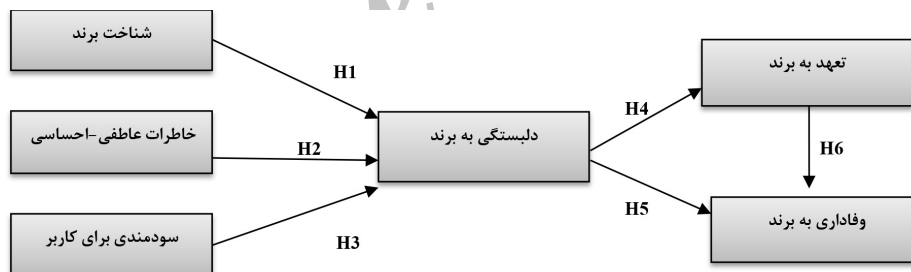 شناخت برند
H1
تعهد به برند
خاطرات عاطفی-احساسی
H2
دلبستگی به برند
H4
H6
H5
سودمندی برای کاربر
H3
وفاداری به برند